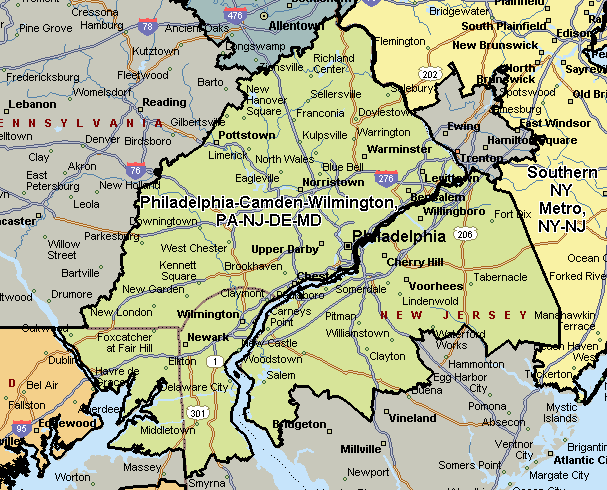 Cressona
Hamburg
Pine Grove
78
Kutztown
476
Ancient Oaks
Allentown
Longswamp
Bridgewater
Plainfield
South Plainfield
Edison
Flemington
New Brunswick
North
Brunswick
Sayreville
Fredericksburg
Fleetwood
Womelsdorf
Barto
Richland
Center
202
Spotswood
Jamesburg
Old Bri
Lebanon
Reading
New
Hanover
Square
Sellersville
Doylestown
Ewing
East Windsor
PENNSYLVANIA
Gilbertsville
Franconia
Hamilton Square
Denver
Birdsboro
Pottstown
Kulpsville
Warrington
Trenton
Clay
Akron
76
Limerick
North Wales
Warminster
Blue Bell
East
Petersburg
New Holland
Eagleville
Norristown
276
Levittown
Southern
NY
Metro,
NY-NJ
Leola
Bensalem
Philadelphia-Camden-Wilmington,
PA-NJ-DE-MD
Willingboro
Fort Dix
Downingtown
Parkesburg
206
Philadelphia
Willow
Street
West Chester
Upper Darby
Cherry Hill
Ocean C
Bartville
Kennett
Square
Brookhaven
Chester
Tabernacle
Forked River
Drumore
New Garden
Claymont
Somerdale
Voorhees
Lindenwold
New London
Wilmington
Carneys
Point
Pitman
NEW JERSEY
Manahawkin
Terrace
Oakwood
Foxcatcher
at Fair Hill
Newark
Williamstown
Waterford
Works
New Castle
Dublin
Elkton
1
Woodstown
Clayton
Hammonton
Egg Harbor
City
Tuckerton
Havre de
Grace
Salem
D
Bel Air
Delaware City
Buena
Fallston
Aberdeen
301
Pomona
Mystic
Islands
95
Edgewood
Middletown
Bridgeton
Vineland
Absecon
Millville
Ventnor
City
Brigantin
Massey
Worton
Smyrna
Newport
Somers Point
Atlantic Cit
Margate City